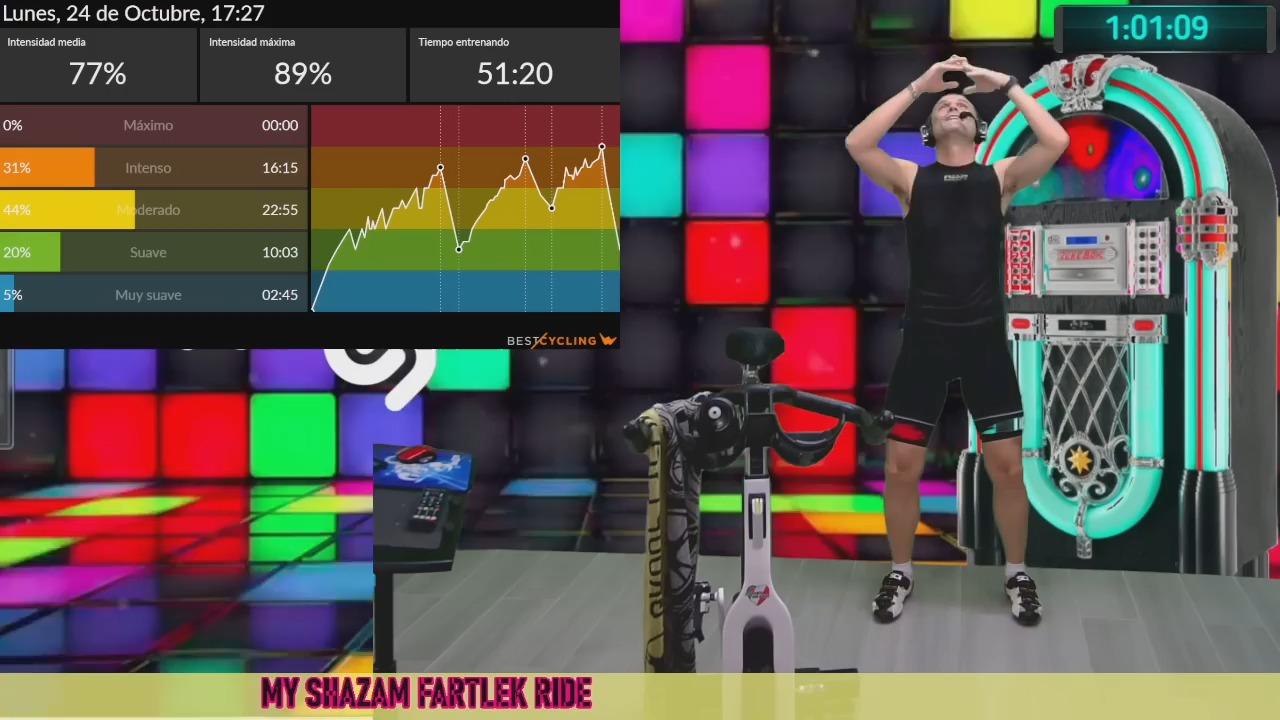 Lunes, 24 de Octubre, 17:27
Intensidad media
77%
Intensidad máxima
89%
Tiempo entrenando
51:20
0% Máximo 00:00
31% Intenso 16:15
44% Moderado 22:55
20% Suave 10:03
5% Muy suave 02:45
BESTCYCLING
1:01:09
MY SHAZAM FARTLEK RIDE